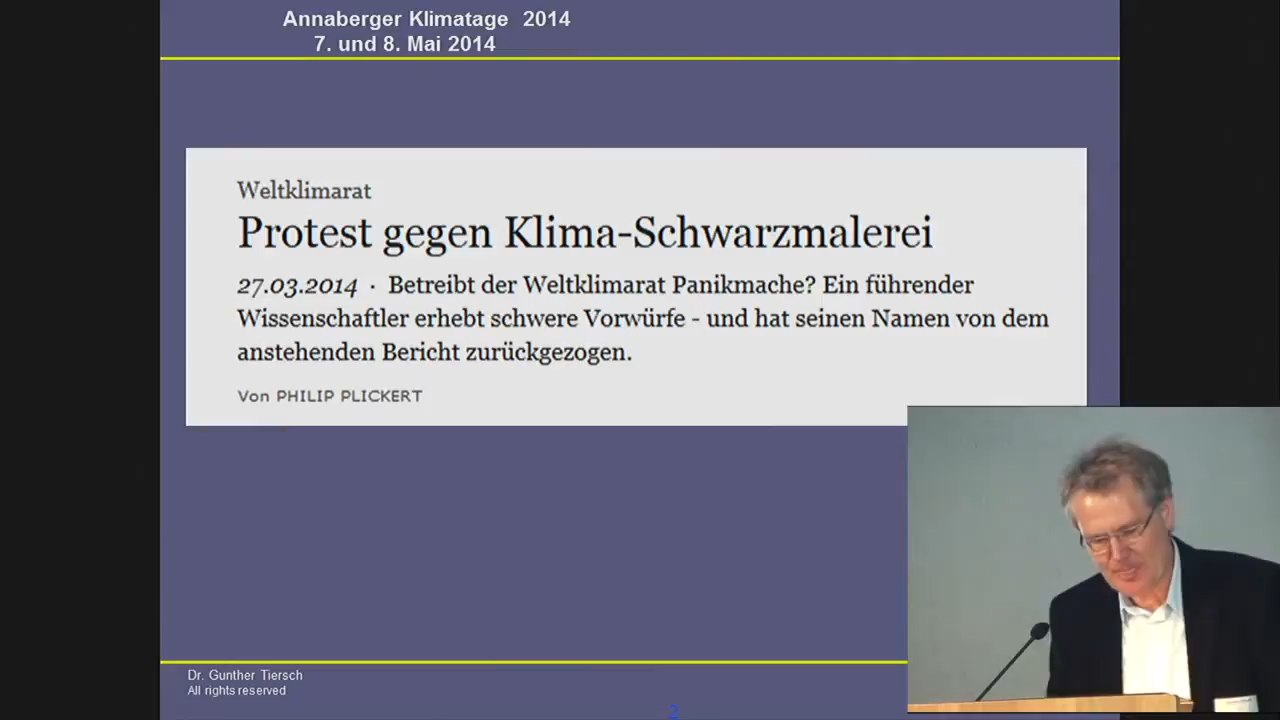 Annaberger Klimatage 2014
7. und 8. Mai 2014
Weltklimarat
Protest gegen Klima-Schwarzmalerei
27.03.2014 · Betreibt der Weltklimarat Panikmache? Ein führender
Wissenschaftler erhebt schwere Vorwürfe - und hat seinen Namen von dem
anstehenden Bericht zurückgezogen.
Von PHILIP PLICKERT
Dr. Gunther Tiersch
All rights reserved
2